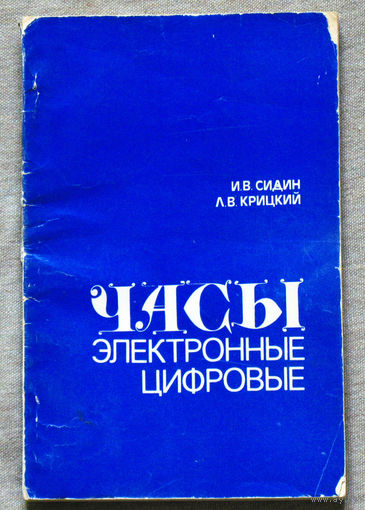 И.В. СИДИН
Л.В. КРИЦКИЙ
ЧАСЫ
ЭЛЕКТРОННЫЕ
ЦИФРОВЫЕ